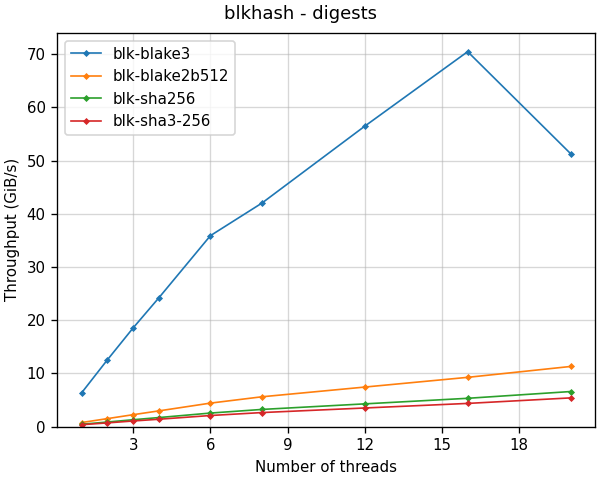 blkhash - digests
blk-blake3
blk-blake2b512
blk-sha256
blk-sha3-256
Throughput (GiB/s)
70
60
50
40
30
20
10
0
3 6 9 12 15 18
Number of threads